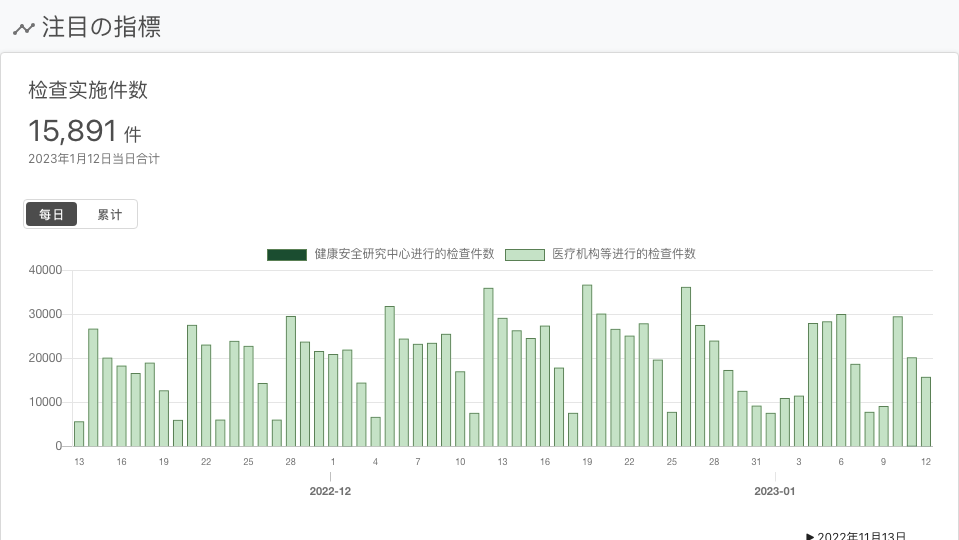 注目の指標
检查实施件数
15,891 件
2023年1月12日当日合计
每日 累计
健康安全研究中心进行的检查件数 医疗机构等进行的检查件数
40000
30000
20000
10000
0
13 16 19 22 25 28 1 4 7 10 13 16 19 22 25 28 31 3 6 9 12
2022-12 2023-01
▶ 2022年11月13日